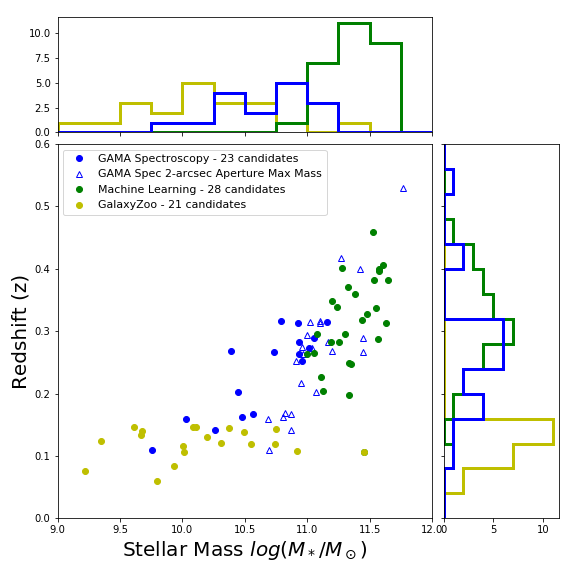 10.0
7.5
5.0
2.5
0.0
0.6
0.5
0.4
0.3
0.2
0.1
0.0
Redshift (z)
GAMA Spectroscopy - 23 candidates
GAMA Spec 2-arcsec Aperture Max Mass
Machine Learning - 28 candidates
GalaxyZoo - 21 candidates
9.0 9.5 10.0 10.5 11.0 11.5 12.0
0 5 10
Stellar Mass log(M*/M⊙)